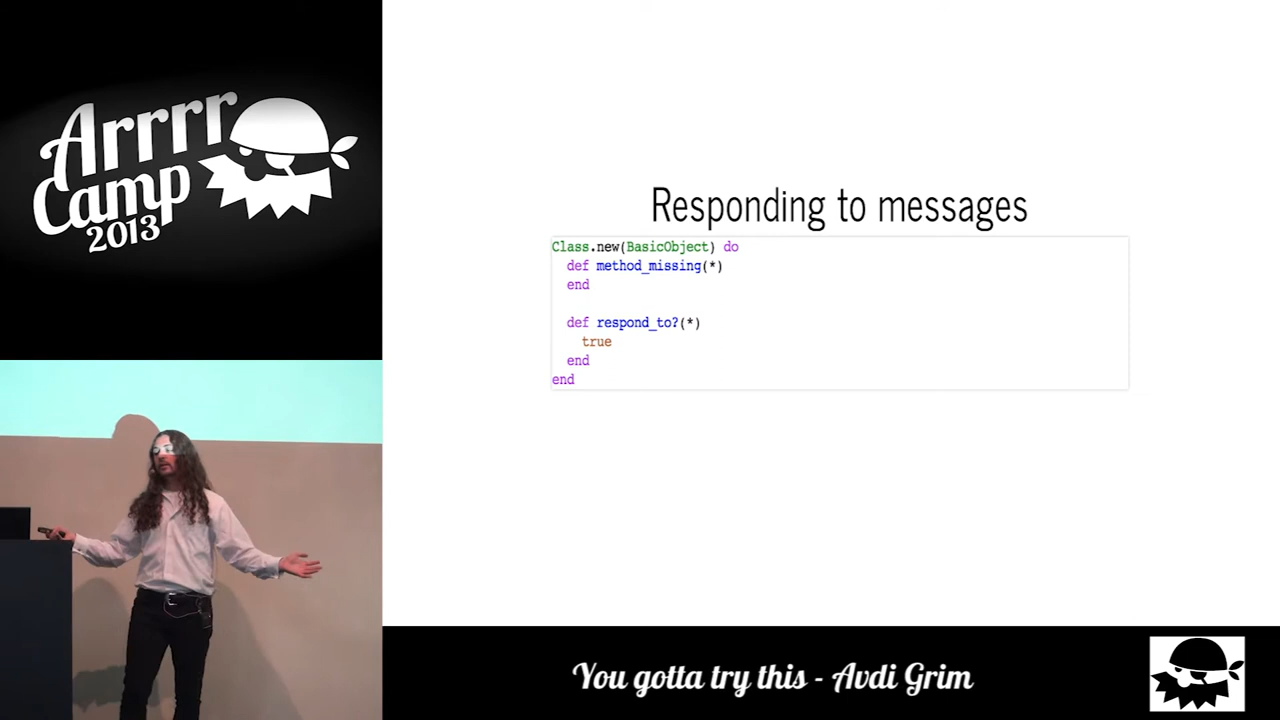 Arrrr
Camp
2013
Responding to messages
Class.new(BasicObject) do
  def method_missing(*)
  end

  def respond_to?(*)
    true
  end
end
You gotta try this - Avdi Grim